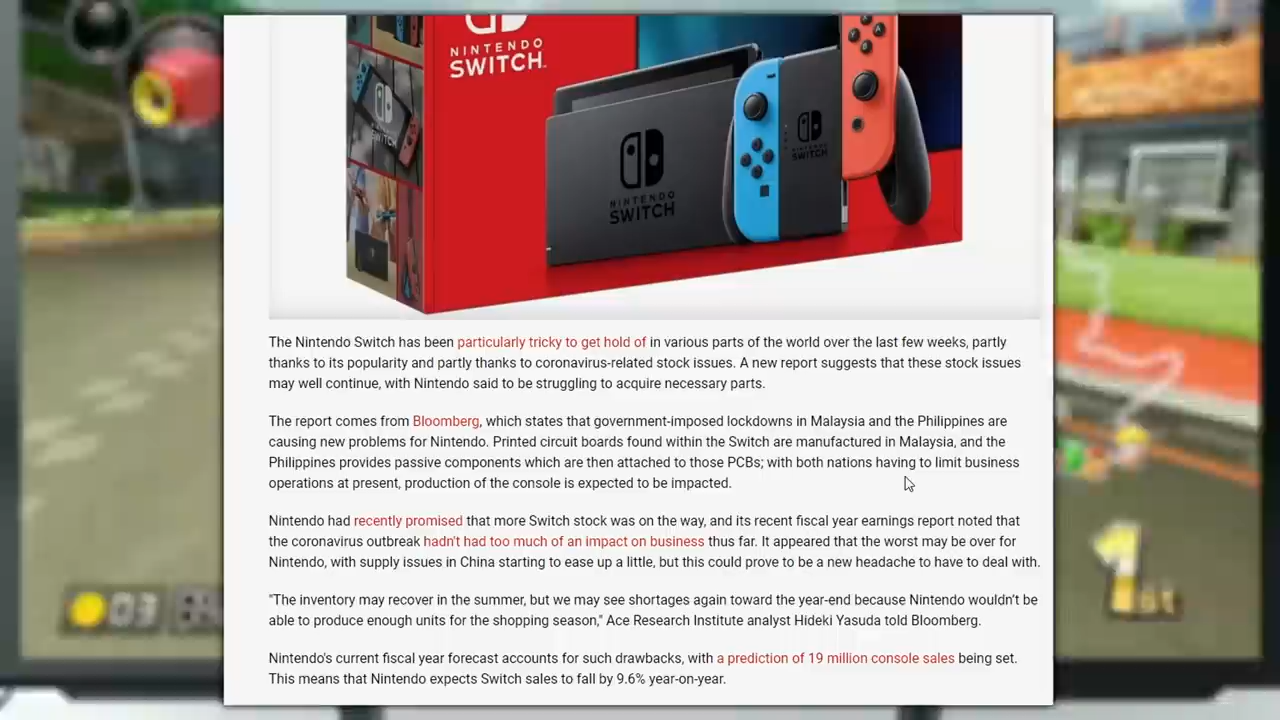 NINTENDO
SWITCH™
SWITCH
NINTENDO
SWITCH
NINTENDO
SWITCH
The Nintendo Switch has been particularly tricky to get hold of in various parts of the world over the last few weeks, partly
thanks to its popularity and partly thanks to coronavirus-related stock issues. A new report suggests that these stock issues
may well continue, with Nintendo said to be struggling to acquire necessary parts.
The report comes from Bloomberg, which states that government-imposed lockdowns in Malaysia and the Philippines are
causing new problems for Nintendo. Printed circuit boards found within the Switch are manufactured in Malaysia, and the
Philippines provides passive components which are then attached to those PCBs; with both nations having to limit business
operations at present, production of the console is expected to be impacted.
Nintendo had recently promised that more Switch stock was on the way, and its recent fiscal year earnings report noted that
the coronavirus outbreak hadn't had too much of an impact on business thus far. It appeared that the worst may be over for
Nintendo, with supply issues in China starting to ease up a little, but this could prove to be a new headache to have to deal with.
"The inventory may recover in the summer, but we may see shortages again toward the year-end because Nintendo wouldn't be
able to produce enough units for the shopping season," Ace Research Institute analyst Hideki Yasuda told Bloomberg.
Nintendo's current fiscal year forecast accounts for such drawbacks, with a prediction of 19 million console sales being set.
This means that Nintendo expects Switch sales to fall by 9.6% year-on-year.
03
1st